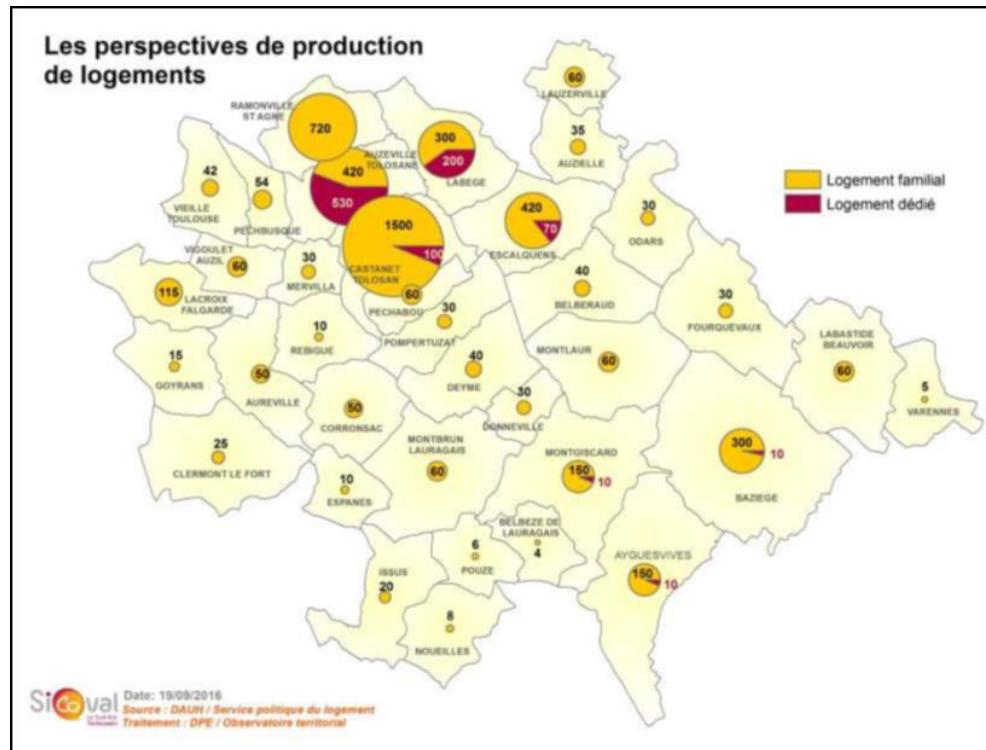 Les perspectives de production
de logements
60
LAUZERVILLE
RAMONVILLE
ST AGNE
720
300
200
LABEGE
35
AUZIELLE
AUZEVILLE
TOLOSANE
420
530
Logement familial
Logement dédié
42
VIEILLE
TOULOUSE
54
PECHBUSQUE
1500
100
CASTANET
TOLOSAN
420
70
ESCALQUENS
30
ODARS
VIGOULET
AUZIL
60
30
MERVILLA
60
PECHABOU
40
BELBERAUD
115
LACROIX
FALGARDE
30
FOURQUEVAUX
30
POMPERTUZAT
10
REBIGUE
LABASTIDE
BEAUVOIR
60
15
GOYRANS
50
AUREVILLE
40
DEYME
MONTLAUR
60
5
VARENNES
50
CORRONSAC
30
DONNEVILLE
25
CLERMONT LE FORT
MONTBRUN
LAURAGAIS
60
MONTGISCARD
150
10
300
10
BAZIEGE
10
ESPANES
BELBEZE DE
LAURAGAIS
4
6
POUZE
AYGUESVIVES
150
10
ISSUS
20
8
NOUEILLES
Sicoval
Date: 19/09/2016
Source : DAUH / Service politique du logement
Traitement : DPE / Observatoire territorial